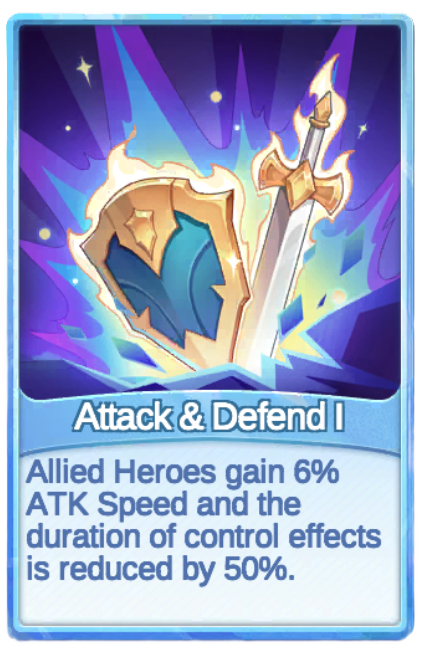 Attack & Defend I
Allied Heroes gain 6%
ATK Speed and the
duration of control effects
is reduced by 50%.